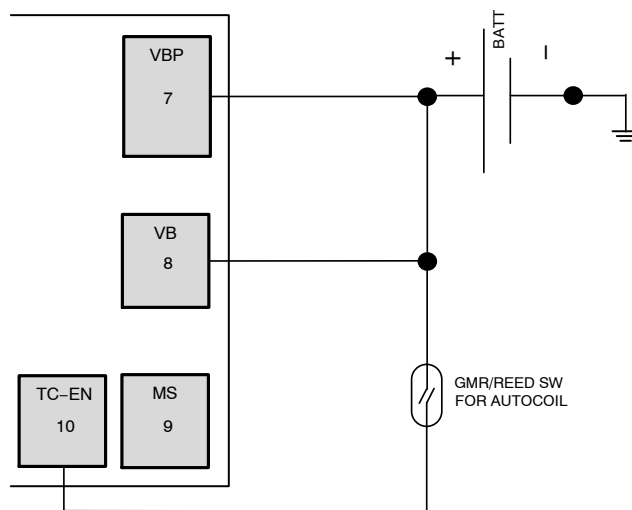 VBP
7
BATT
+
−
VB
8
TC−EN
10
MS
9
GMR/REED SW
FOR AUTOCOIL